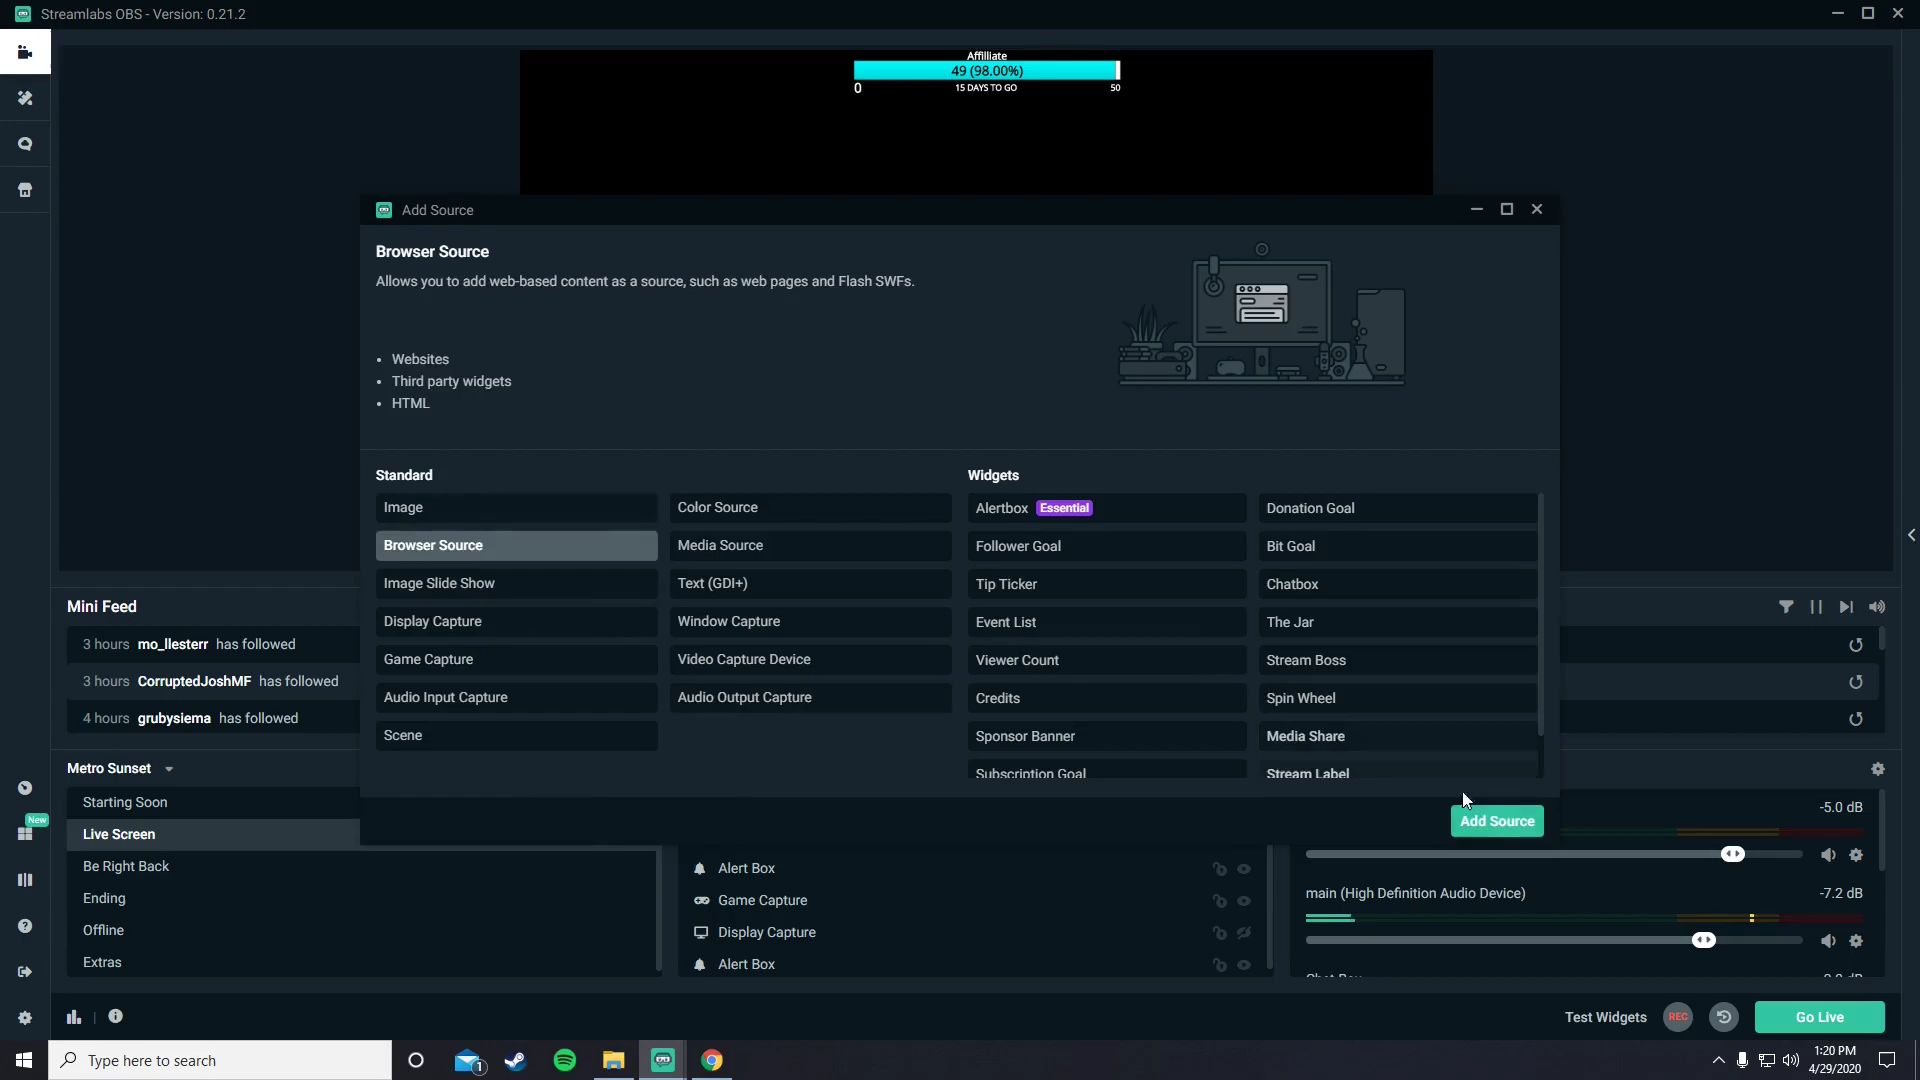 Streamlabs OBS - Version: 0.21.2
Affilliate
49 (98.00%)
0
15 DAYS TO GO
50
Add Source
Browser Source
Allows you to add web-based content as a source, such as web pages and Flash SWFs.
• Websites
• Third party widgets
• HTML
Standard
Widgets
Image
Color Source
Alertbox Essential
Donation Goal
Browser Source
Media Source
Follower Goal
Bit Goal
Image Slide Show
Text (GDI+)
Tip Ticker
Chatbox
Display Capture
Window Capture
Event List
The Jar
Game Capture
Video Capture Device
Viewer Count
Stream Boss
Audio Input Capture
Audio Output Capture
Credits
Spin Wheel
Scene
Sponsor Banner
Media Share
Subscription Goal
Stream Label
Add Source
Mini Feed
3 hours mo_llesterr has followed
3 hours CorruptedJoshMF has followed
4 hours grubysiema has followed
Metro Sunset
Starting Soon
Live Screen
Be Right Back
Ending
Offline
Extras
New
Alert Box
Game Capture
Display Capture
Alert Box
-5.0 dB
main (High Definition Audio Device)
-7.2 dB
Test Widgets
REC
Go Live
Type here to search
1
1:20 PM
4/29/2020